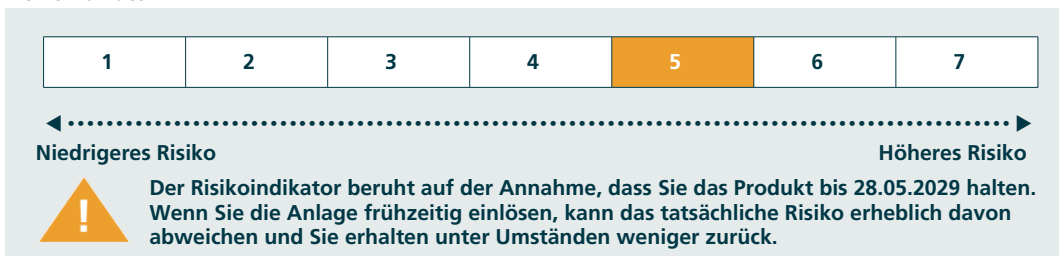 1 2 3 4 5 6 7
Niedrigeres Risiko Höheres Risiko
! Der Risikoindikator beruht auf der Annahme, dass Sie das Produkt bis 28.05.2029 halten.
Wenn Sie die Anlage frühzeitig einlösen, kann das tatsächliche Risiko erheblich davon
abweichen und Sie erhalten unter Umständen weniger zurück.